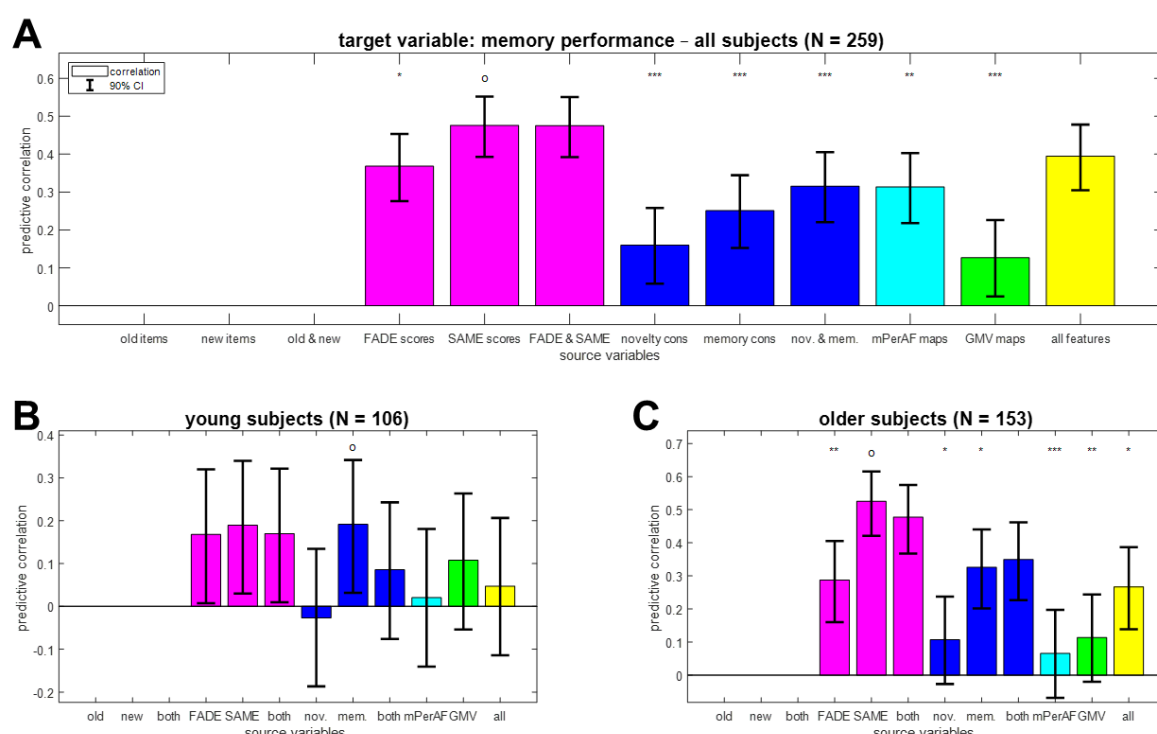 A
target variable: memory performance – all subjects (N = 259)
correlation
90% CI
* o *** *** *** ** ***
0.6
0.5
0.4
0.3
0.2
0.1
0
predictive correlation
old items new items old & new FADE scores SAME scores FADE & SAME novelty cons memory cons nov. & mem. mPerAF maps GMV maps all features
source variables
B
young subjects (N = 106)
o
0.4
0.3
0.2
0.1
0
-0.1
-0.2
predictive correlation
old new both FADE SAME both nov. mem. both mPerAF GMV all
source variables
C
older subjects (N = 153)
** o * * *** ** *
0.7
0.6
0.5
0.4
0.3
0.2
0.1
0
predictive correlation
old new both FADE SAME both nov. mem. both mPerAF GMV all
source variables